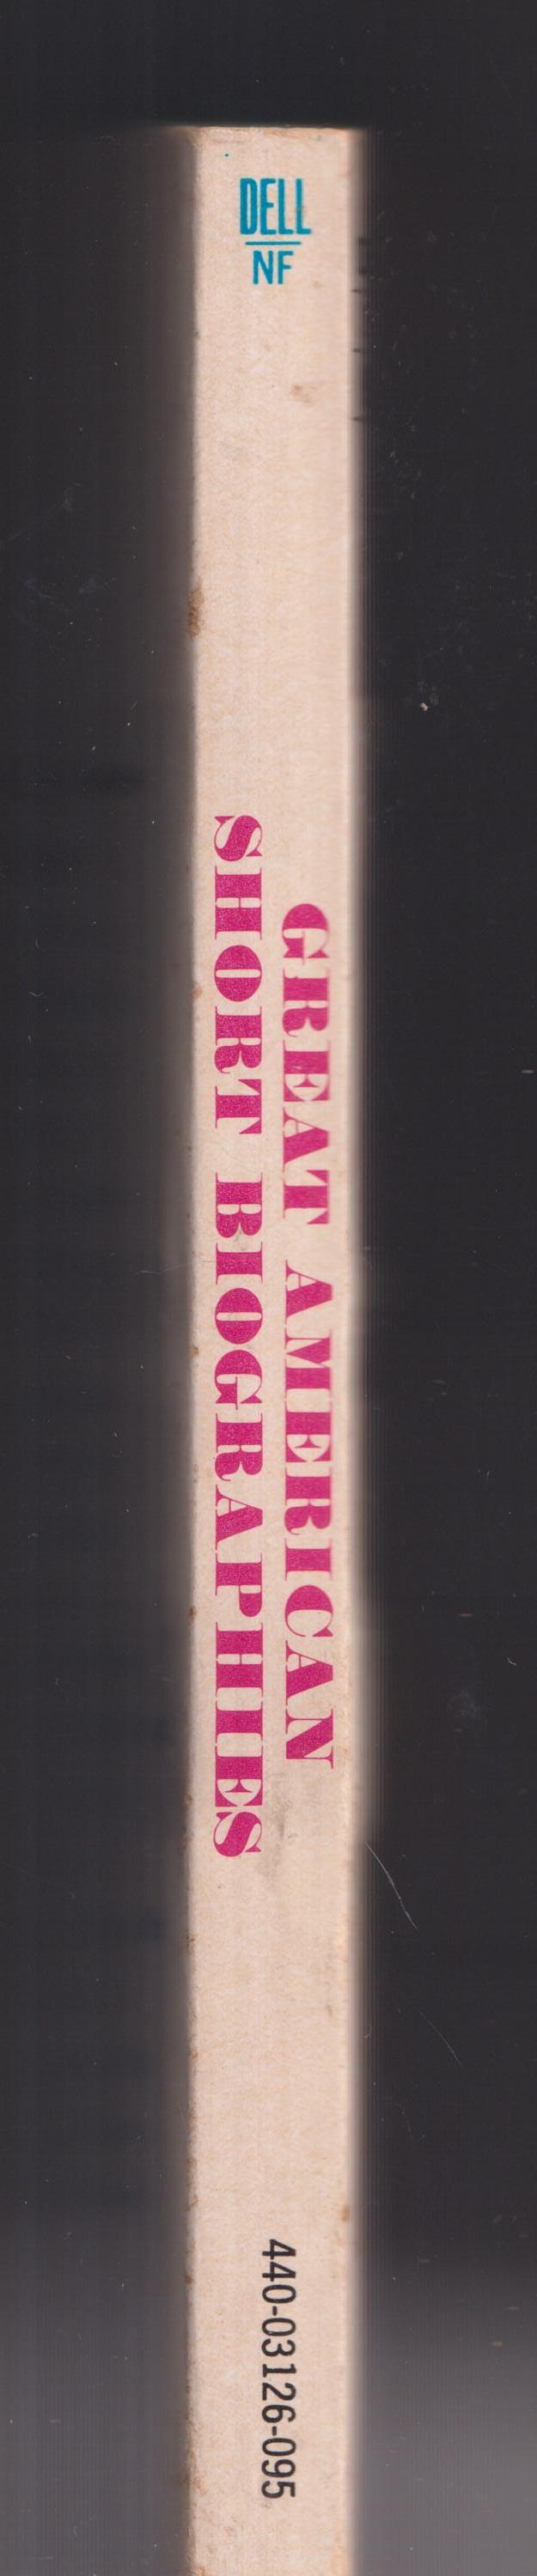 DELL
NF
GREAT AMERICAN
SHORT BIOGRAPHIES
440-03126-095